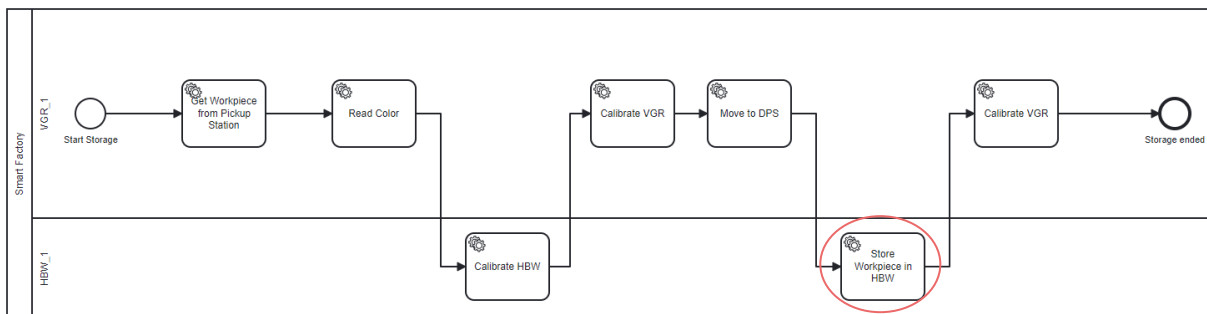 Smart Factory
VGR_1
Start Storage
Get Workpiece
from Pickup
Station
Read Color
Calibrate VGR
Move to DPS
Calibrate VGR
Storage ended
HBW_1
Calibrate HBW
Store
Workpiece in
HBW